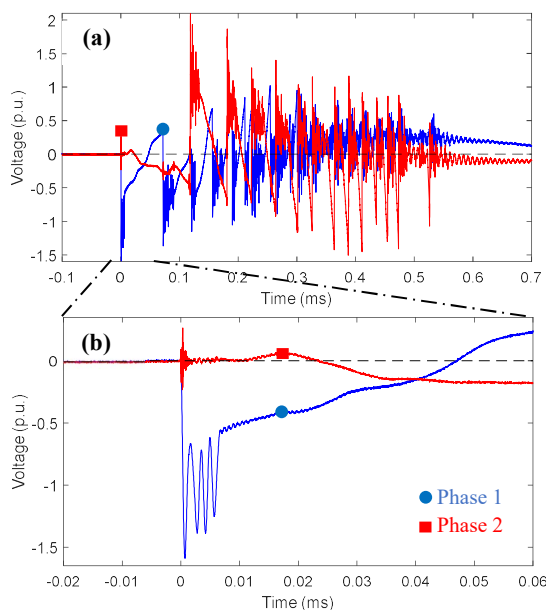 (a)
Voltage (p.u.)
2
1.5
1
0.5
0
-0.5
-1
-1.5
-0.1 0 0.1 0.2 0.3 0.4 0.5 0.6 0.7
Time (ms)
(b)
Voltage (p.u.)
0
-0.5
-1
-1.5
Phase 1
Phase 2
-0.02 -0.01 0 0.01 0.02 0.03 0.04 0.05 0.06
Time (ms)